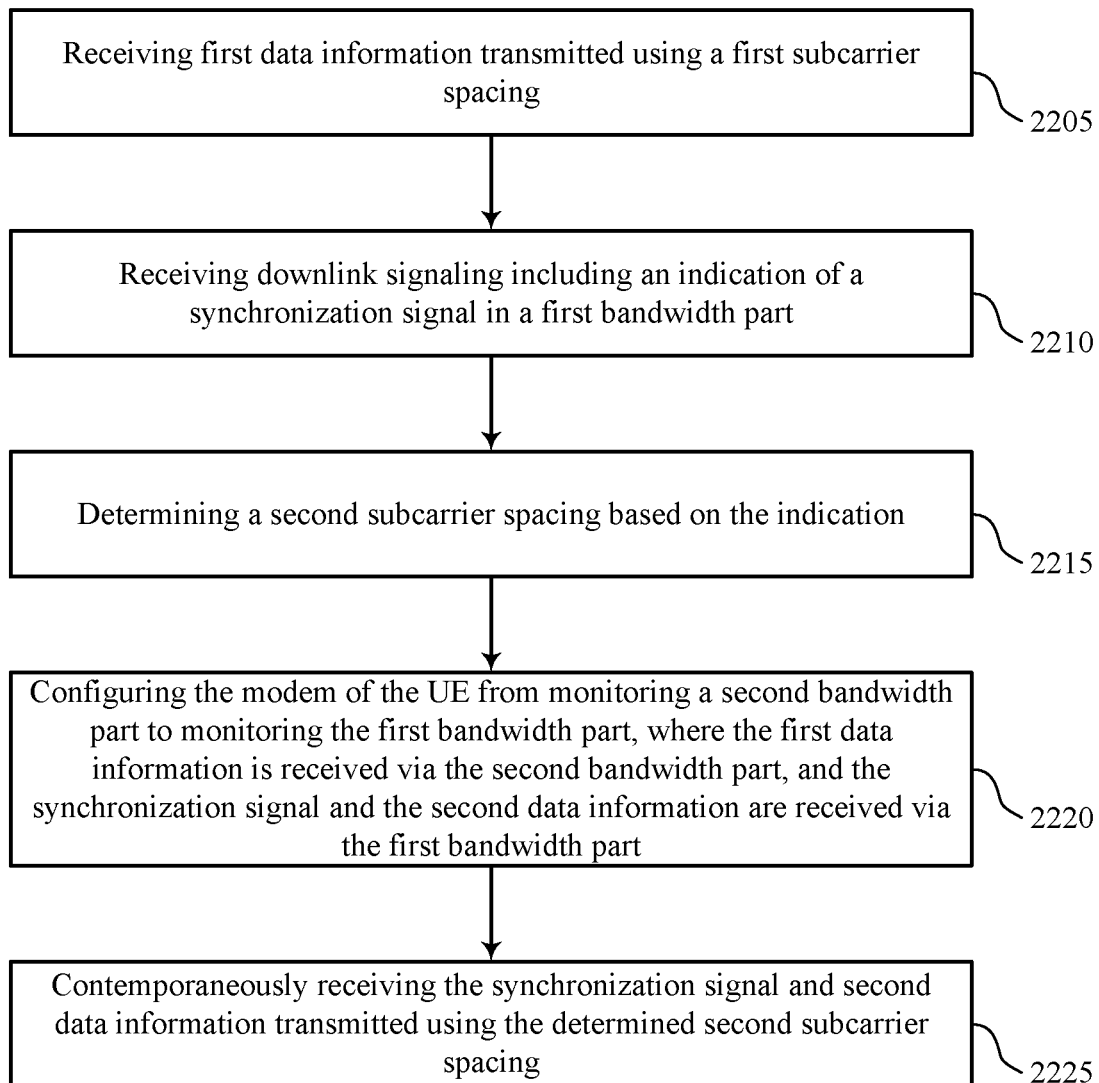 Receiving first data information transmitted using a first subcarrier
spacing
2205
Receiving downlink signaling including an indication of a
synchronization signal in a first bandwidth part
2210
Determining a second subcarrier spacing based on the indication
2215
Configuring the modem of the UE from monitoring a second bandwidth
part to monitoring the first bandwidth part, where the first data
information is received via the second bandwidth part, and the
synchronization signal and the second data information are received via
the first bandwidth part
2220
Contemporaneously receiving the synchronization signal and second
data information transmitted using the determined second subcarrier
spacing
2225